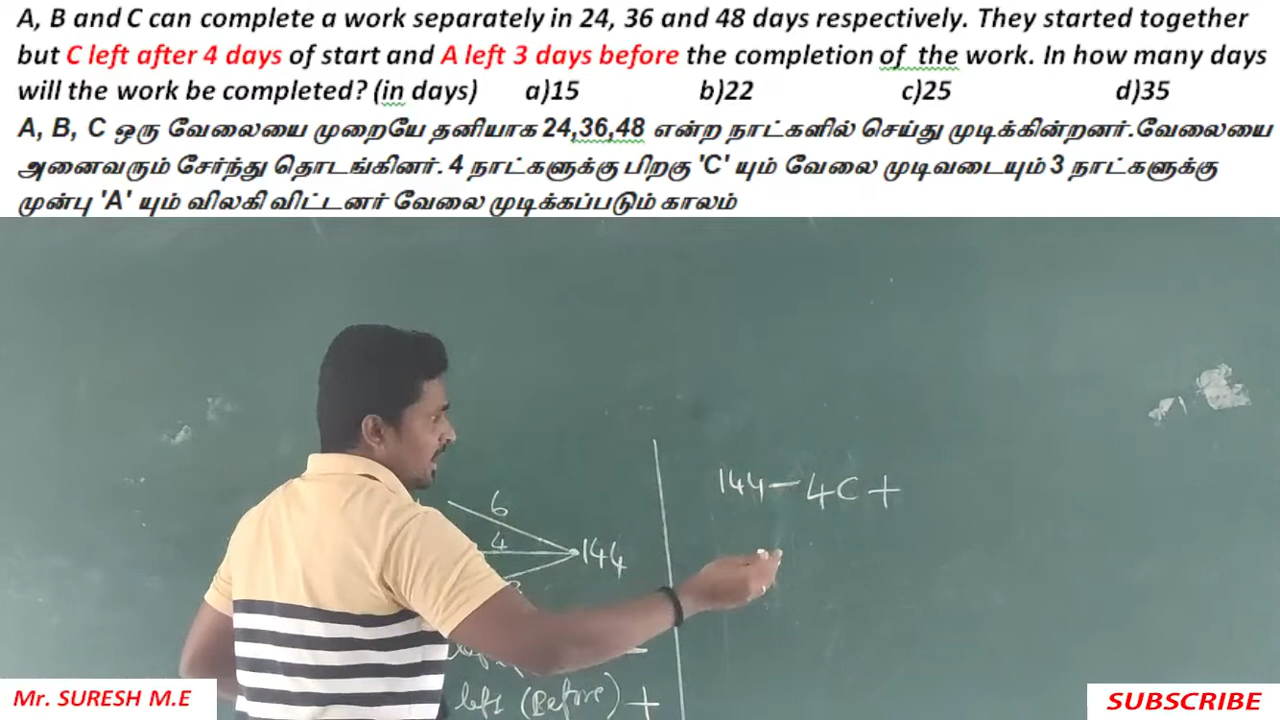 A, B and C can complete a work separately in 24, 36 and 48 days respectively. They started together
but C left after 4 days of start and A left 3 days before the completion of the work. In how many days
will the work be completed? (in days) a)15 b)22 c)25 d)35
A, B, C ஒரு வேலையை முறையே தனியாக 24,36,48 என்ற நாட்களில் செய்து முடிக்கின்றனர்.வேலையை
அனைவரும் சேர்ந்து தொடங்கினர். 4 நாட்களுக்கு பிறகு 'C' யும் வேலை முடிவடையும் 3 நாட்களுக்கு
முன்பு 'A' யும் விலகி விட்டனர் வேலை முடிக்கப்படும் காலம்
144 - 4C +
6
4
144
left (Before) +
Mr. SURESH M.E
SUBSCRIBE